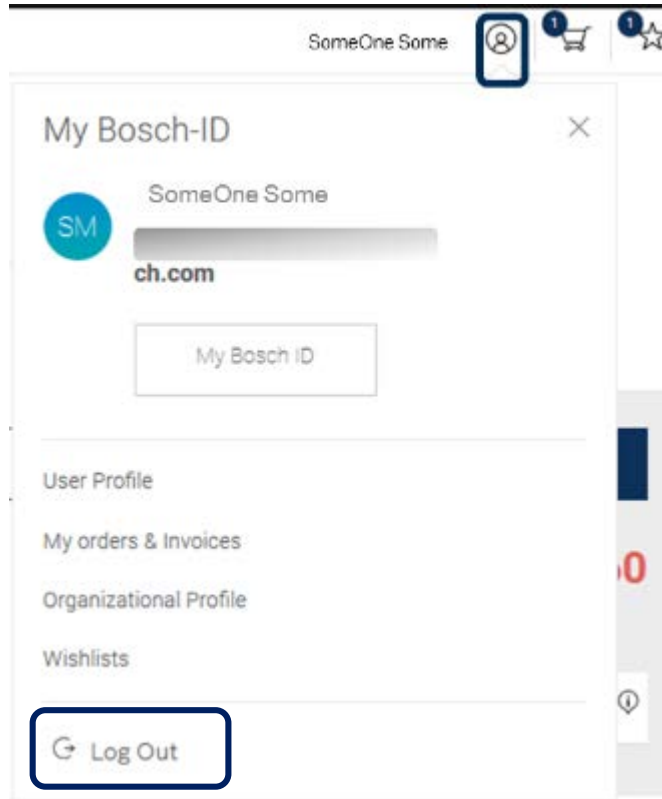 SomeOne Some
1
1
My Bosch-ID
SM
SomeOne Some
ch.com
My Bosch ID
User Profile
My orders & Invoices
0
Organizational Profile
Wishlists
Log Out